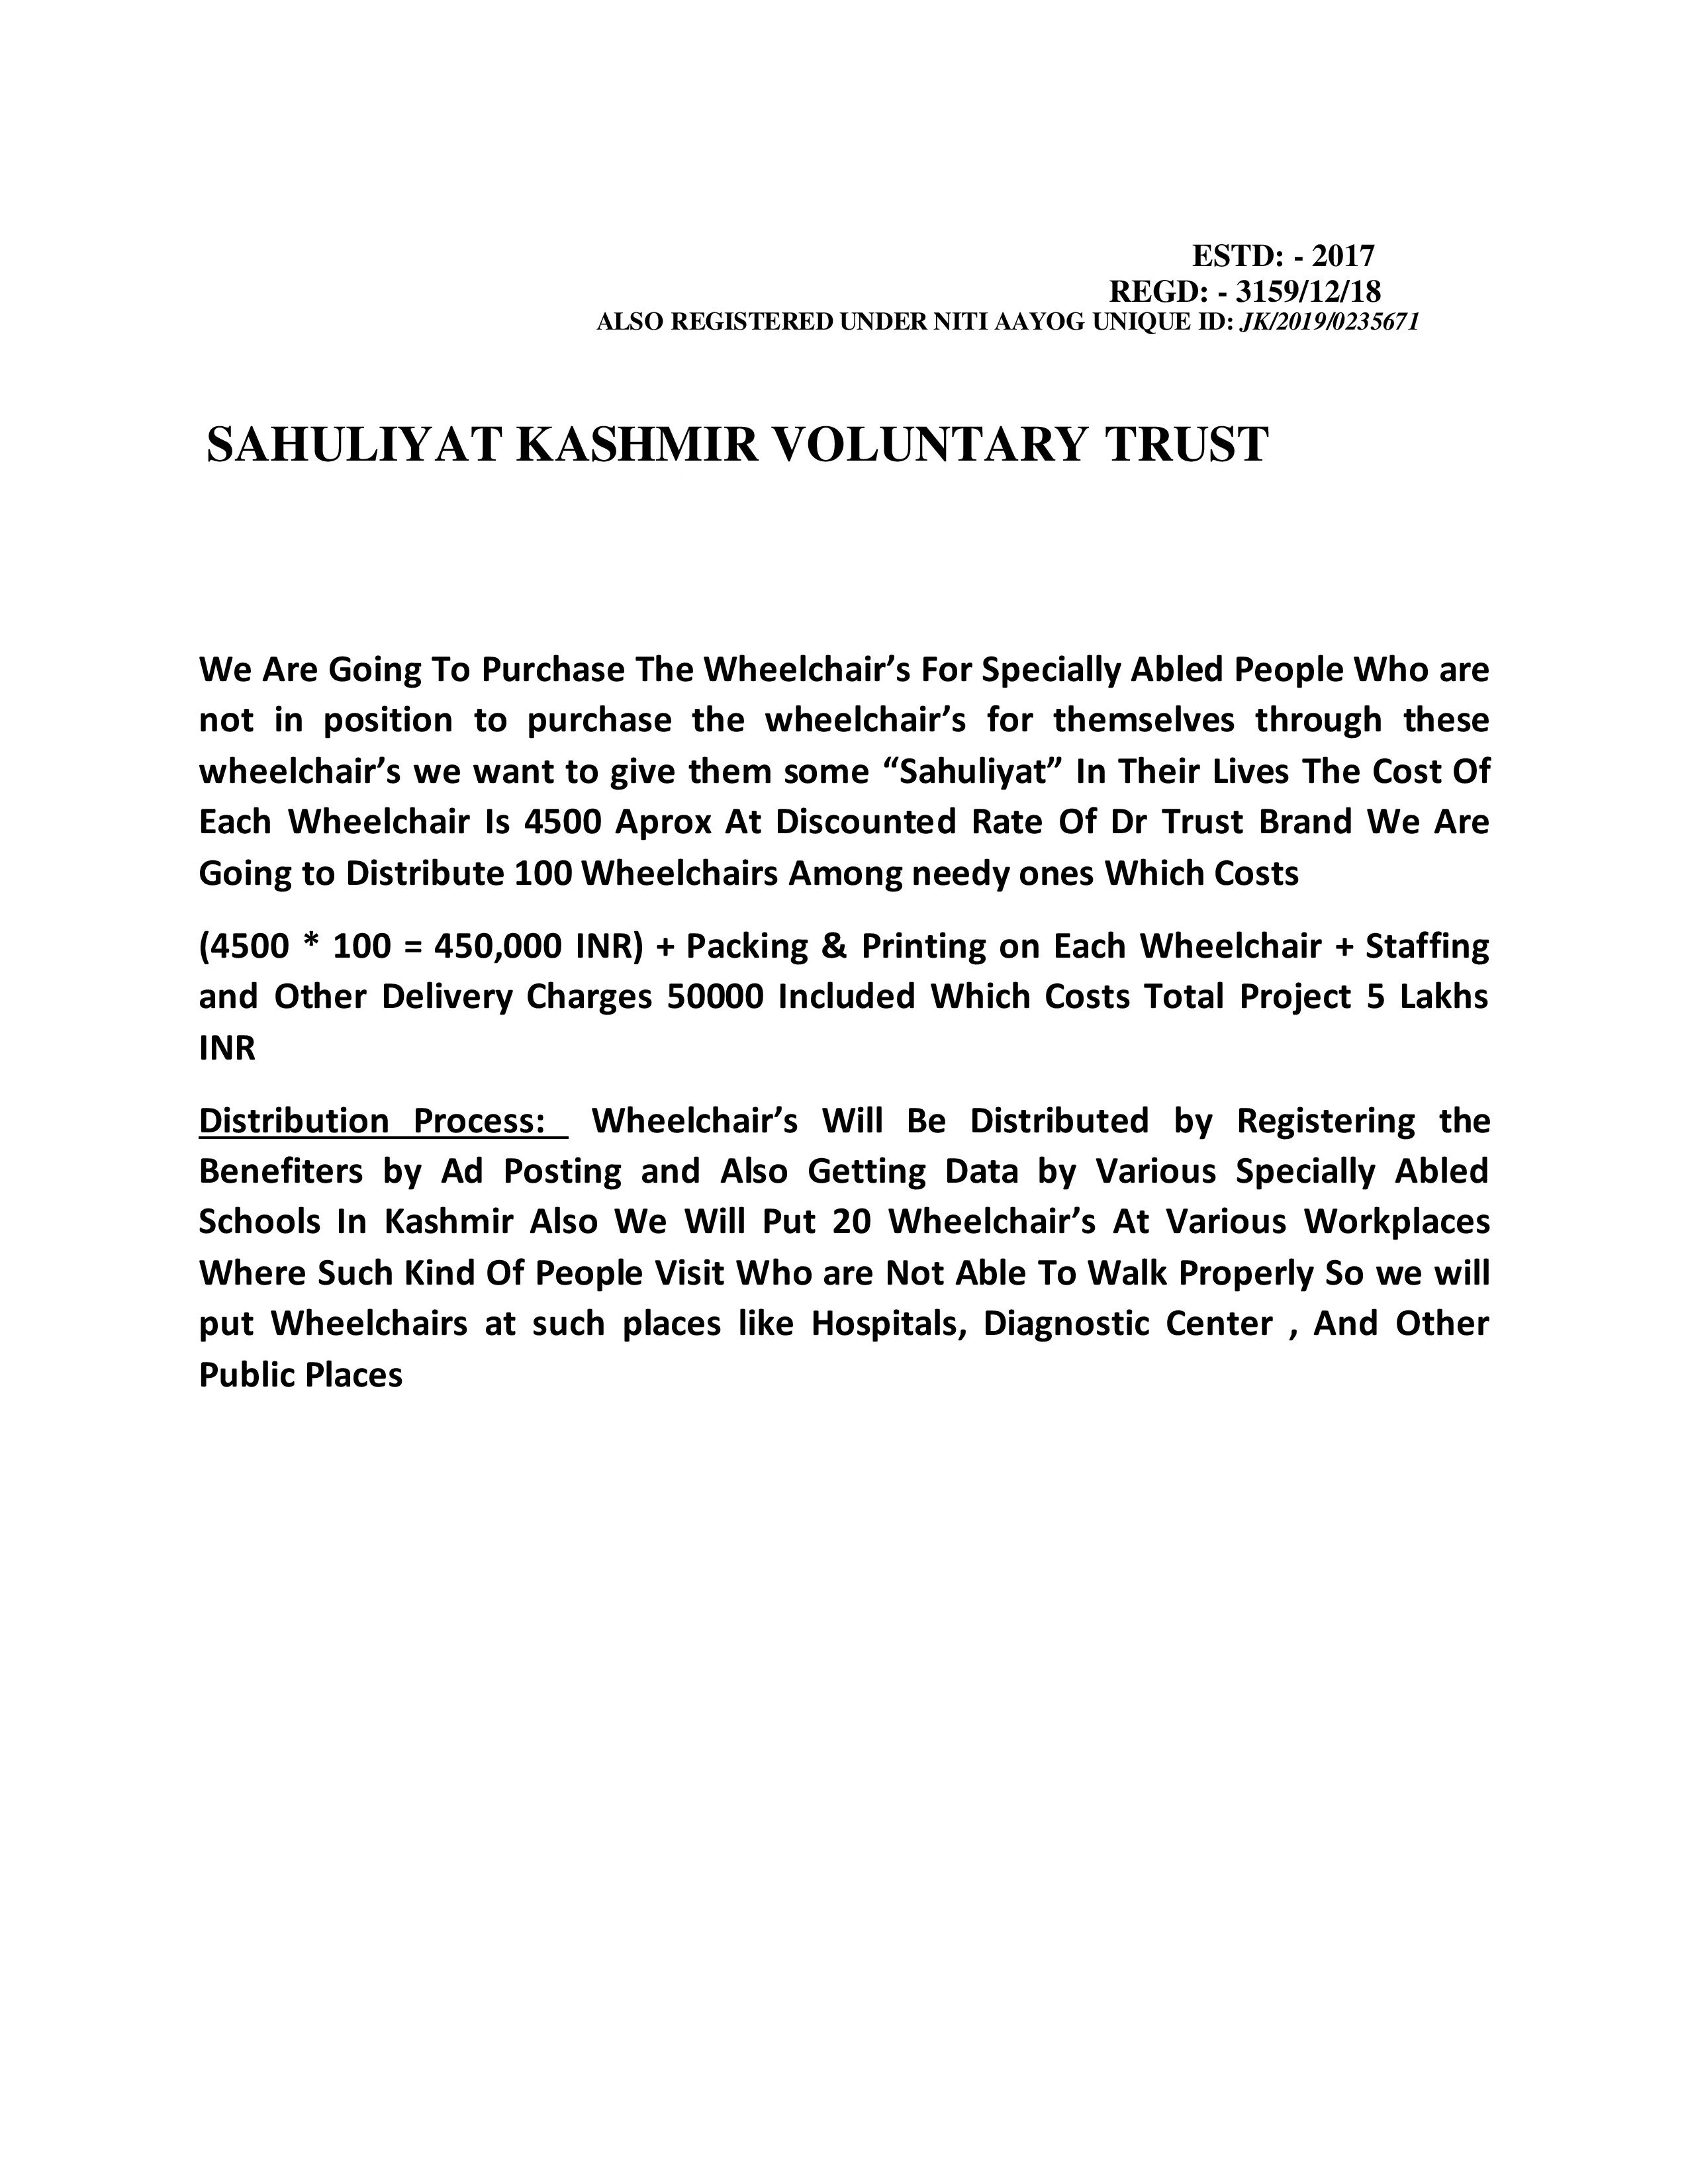 ESTD: - 2017
REGD: - 3159/12/18
ALSO REGISTERED UNDER NITI AAYOG UNIQUE ID: JK/2019/0235671
SAHULIYAT KASHMIR VOLUNTARY TRUST
We Are Going To Purchase The Wheelchair’s For Specially Abled People Who are
not in position to purchase the wheelchair’s for themselves through these
wheelchair’s we want to give them some “Sahuliyat” In Their Lives The Cost Of
Each Wheelchair Is 4500 Aprox At Discounted Rate Of Dr Trust Brand We Are
Going to Distribute 100 Wheelchairs Among needy ones Which Costs
(4500 * 100 = 450,000 INR) + Packing & Printing on Each Wheelchair + Staffing
and Other Delivery Charges 50000 Included Which Costs Total Project 5 Lakhs
INR
Distribution Process: Wheelchair’s Will Be Distributed by Registering the
Benefiters by Ad Posting and Also Getting Data by Various Specially Abled
Schools In Kashmir Also We Will Put 20 Wheelchair’s At Various Workplaces
Where Such Kind Of People Visit Who are Not Able To Walk Properly So we will
put Wheelchairs at such places like Hospitals, Diagnostic Center , And Other
Public Places